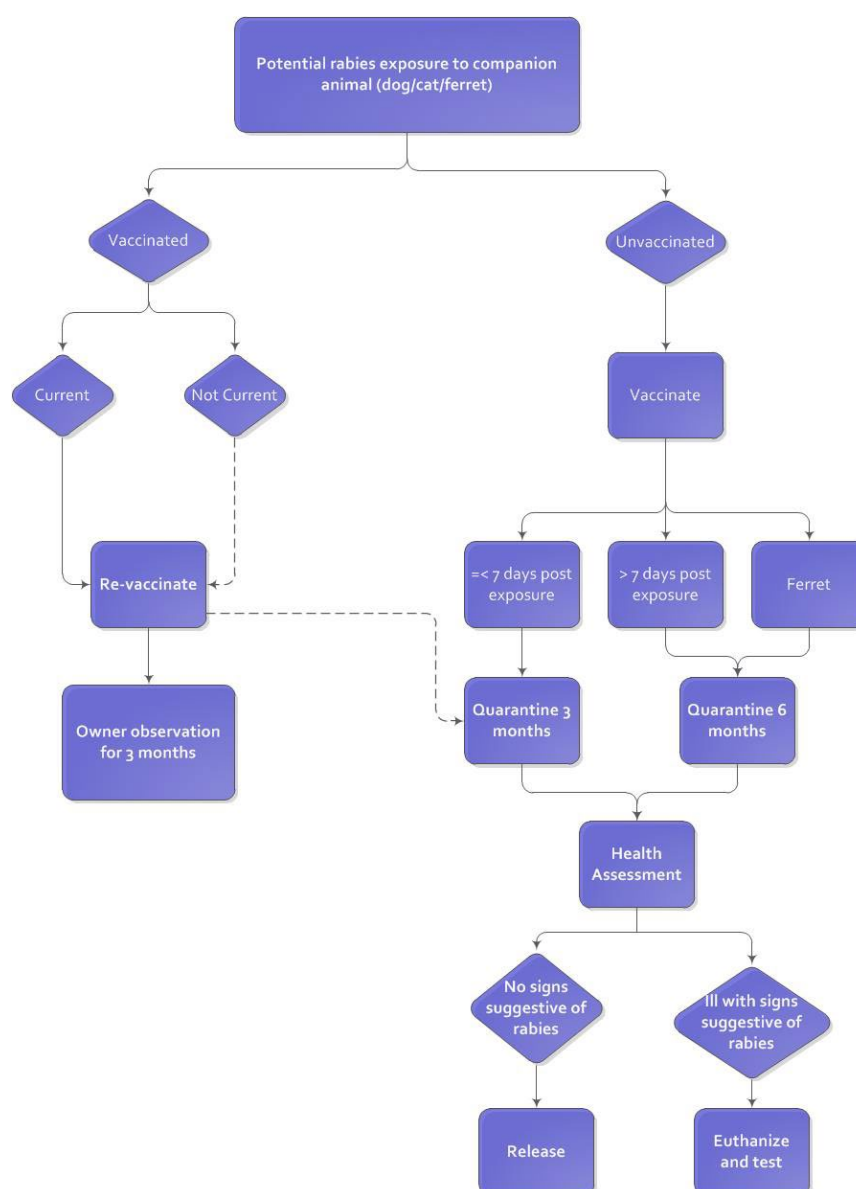 Potential rabies exposure to companion
animal (dog/cat/ferret)
Vaccinated
Unvaccinated
Current
Not Current
Vaccinate
Re-vaccinate
=< 7 days post
exposure
> 7 days post
exposure
Ferret
Owner observation
for 3 months
Quarantine 3
months
Quarantine 6
months
Health
Assessment
No signs
suggestive of
rabies
Ill with signs
suggestive of
rabies
Release
Euthanize
and test